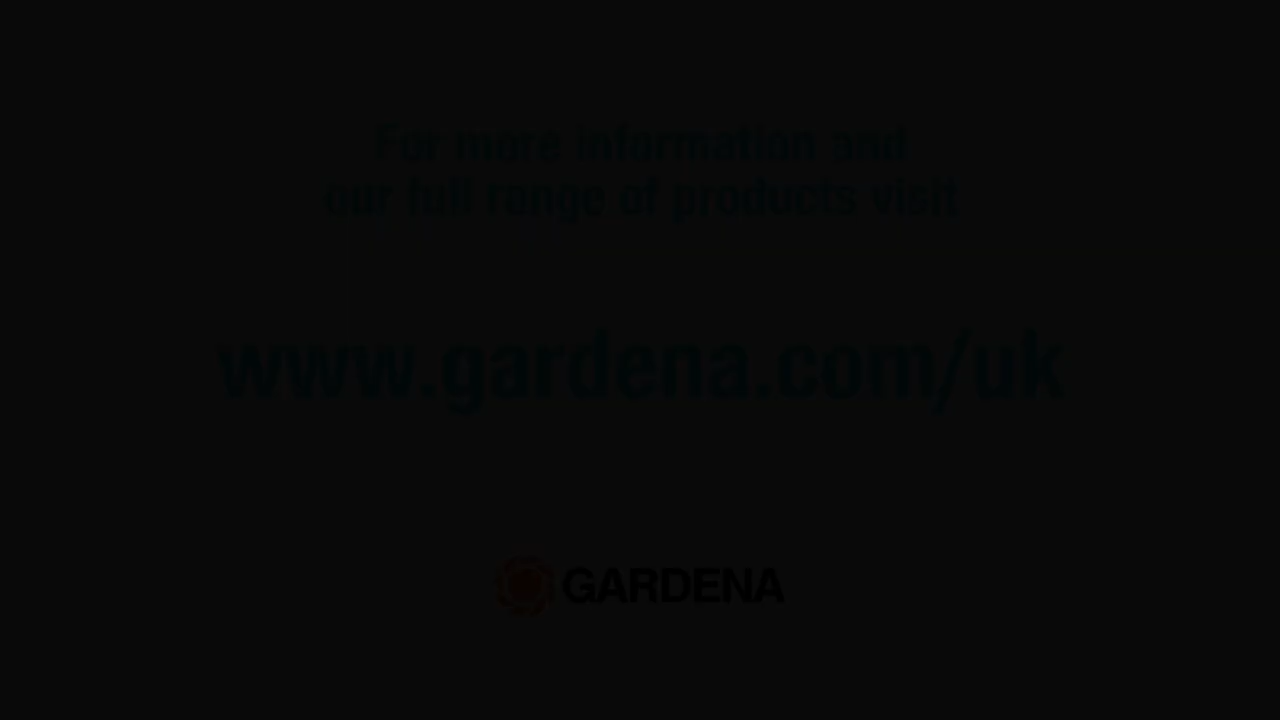 For more information and
our full range of products visit
www.gardena.com/uk
GARDENA